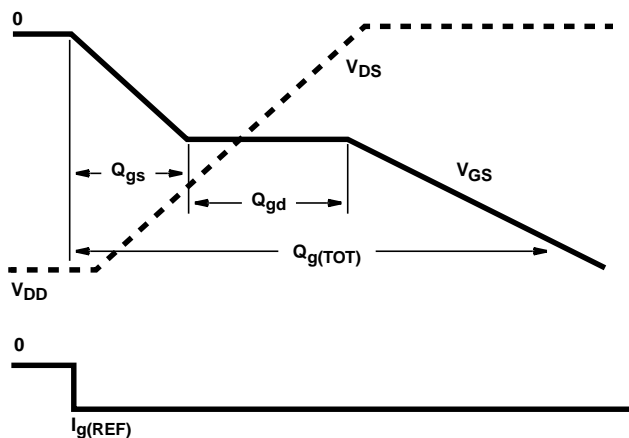 0
V_DS
Q_gs
V_GS
Q_gd
Q_g(TOT)
V_DD
0
I_g(REF)